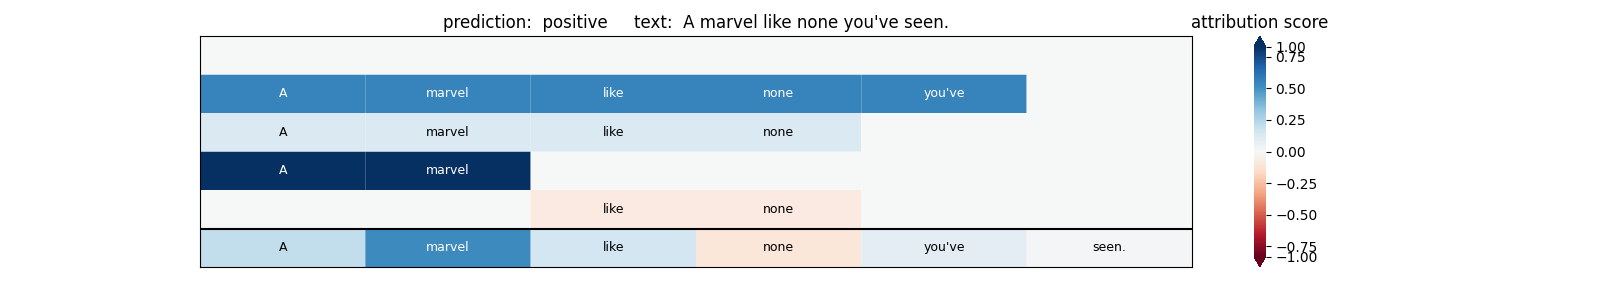 prediction:  positive     text:  A marvel like none you've seen.
attribution score
A marvel like none you've
A marvel like none
A marvel
like none
A marvel like none you've seen.
1.00
0.75
0.50
0.25
0.00
−0.25
−0.50
−0.75
−1.00